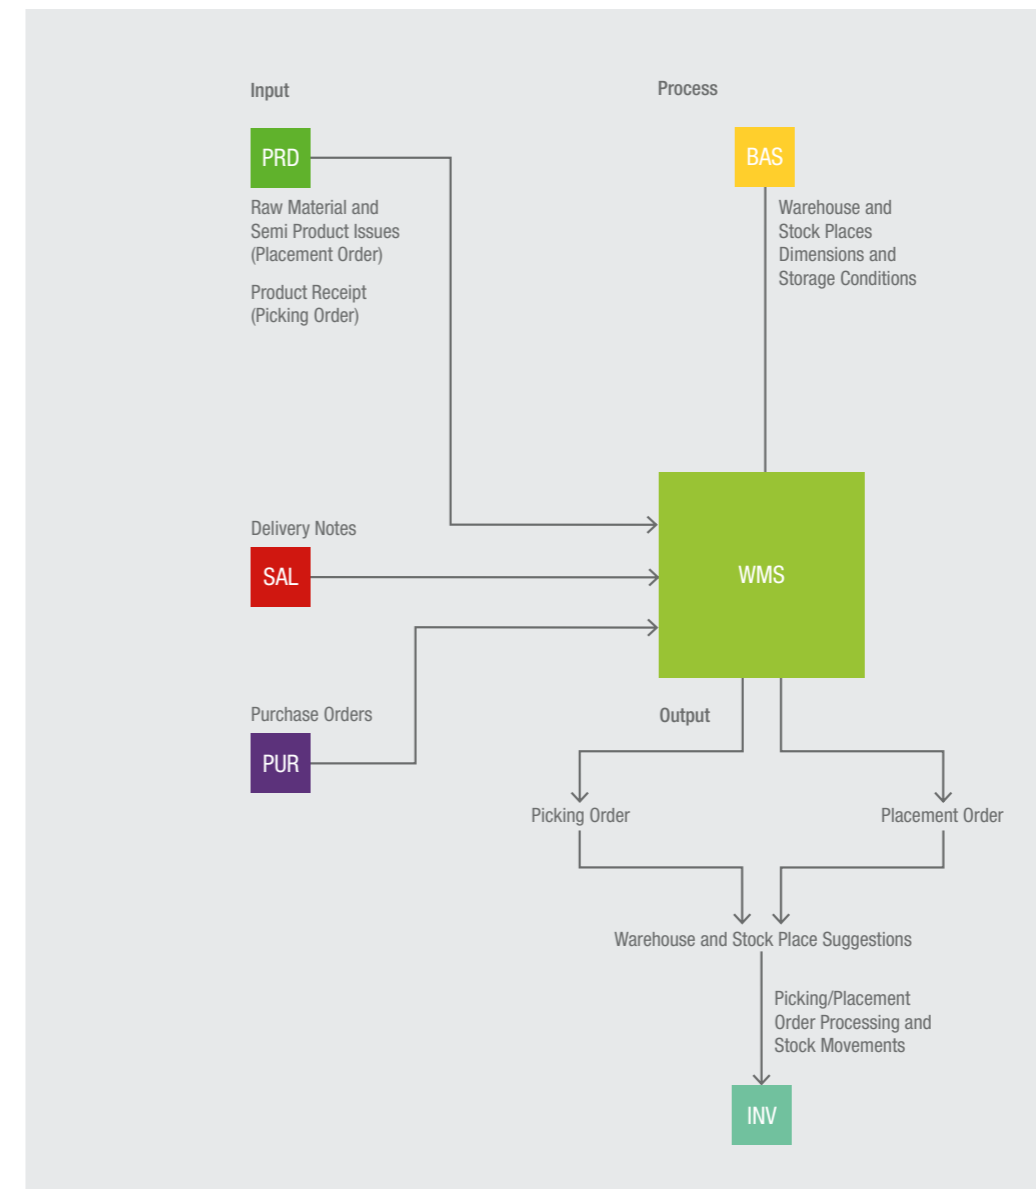 Input
Process
PRD
BAS
Raw Material and
Semi Product Issues
(Placement Order)
Product Receipt
(Picking Order)
Warehouse and
Stock Places
Dimensions and
Storage Conditions
Delivery Notes
SAL
WMS
Purchase Orders
PUR
Output
Picking Order
Placement Order
Warehouse and Stock Place Suggestions
Picking/Placement
Order Processing and
Stock Movements
INV